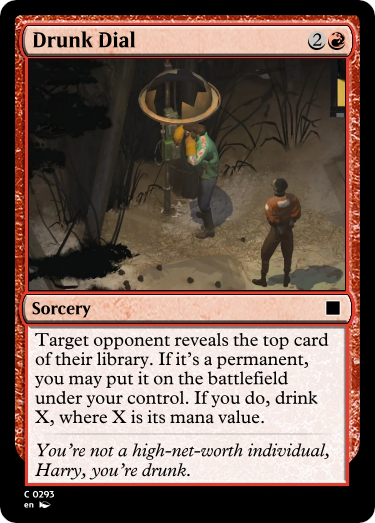 Drunk Dial 2
Sorcery
Target opponent reveals the top card
of their library. If it's a permanent,
you may put it on the battlefield
under your control. If you do, drink
X, where X is its mana value.
You're not a high-net-worth individual,
Harry, you're drunk.
C 0293
en